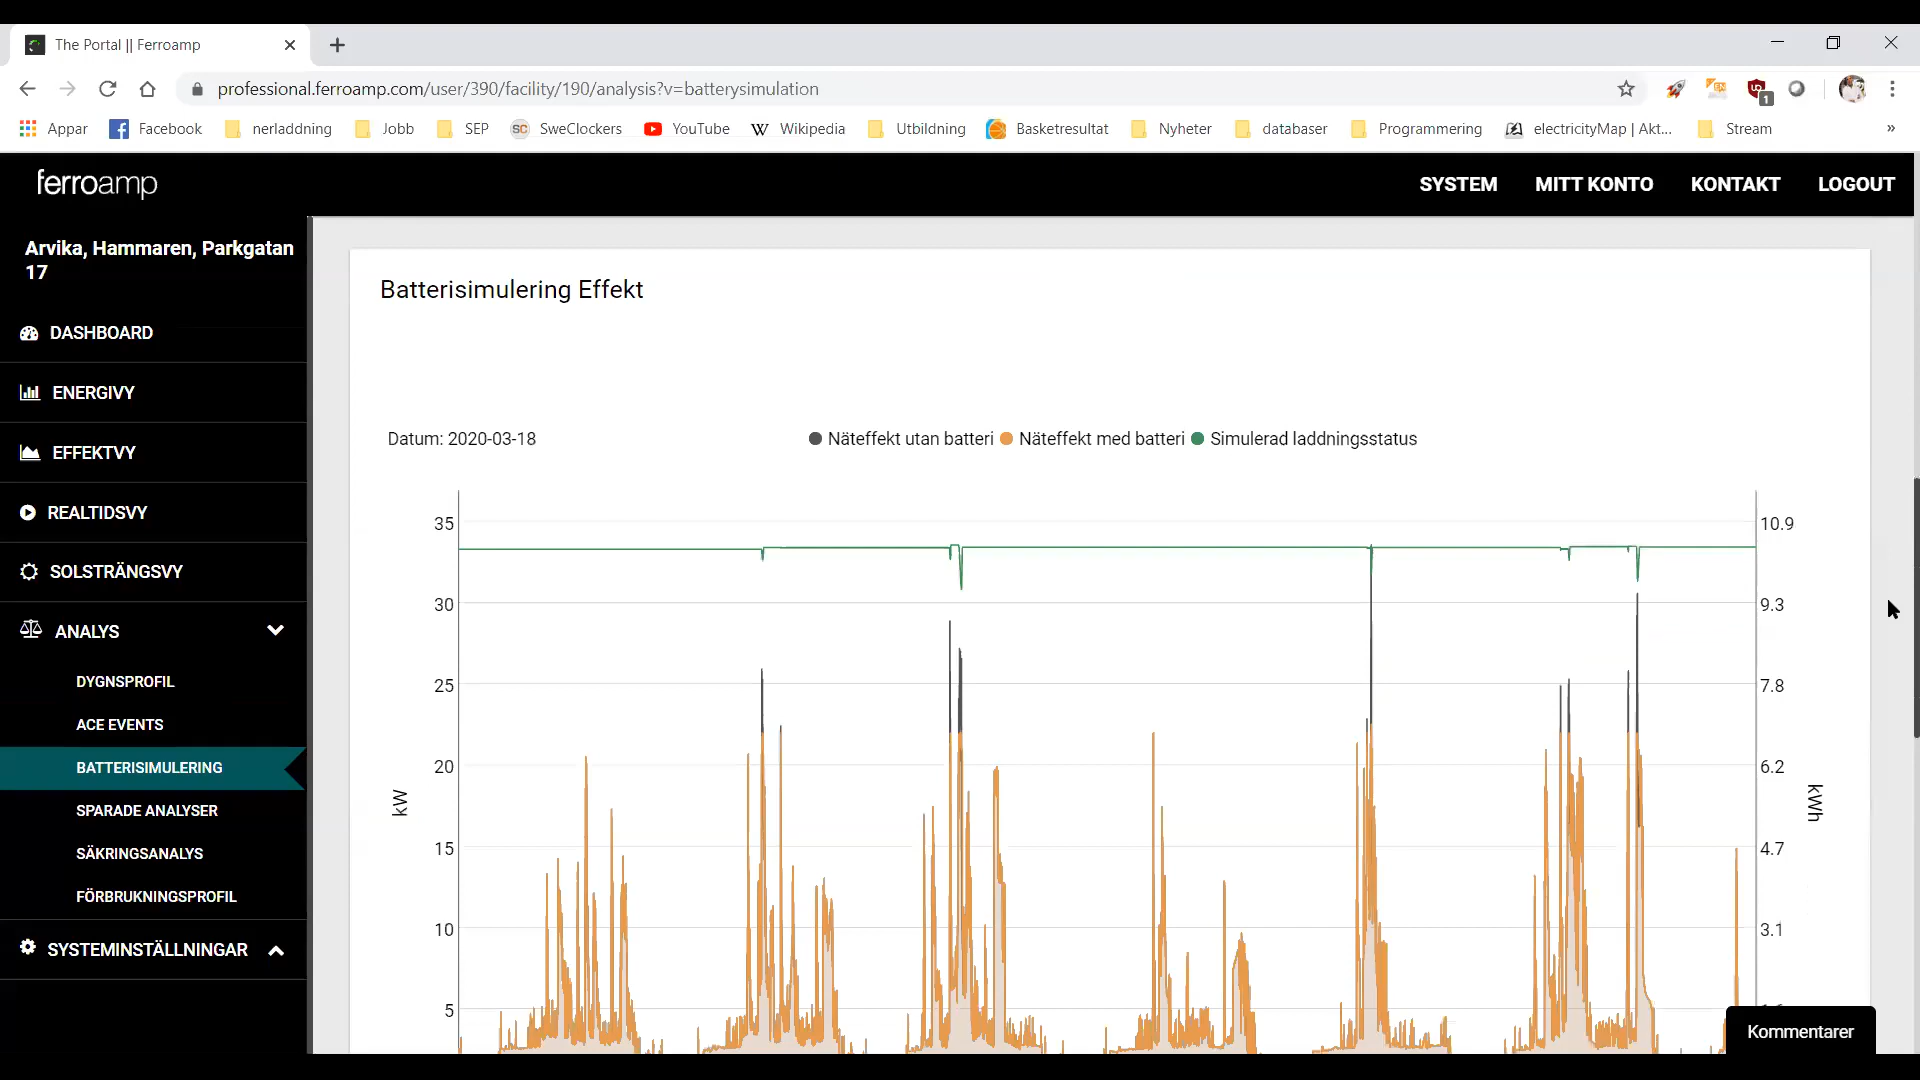 The Portal || Ferroamp
professional.ferroamp.com/user/390/facility/190/analysis?v=batterysimulation
EN
1
Appar
Facebook
nerladdning
Jobb
SEP
SC SweClockers
YouTube
W Wikipedia
Utbildning
Basketresultat
Nyheter
databaser
Programmering
electricityMap | Akt...
Stream
»
ferroamp
SYSTEM
MITT KONTO
KONTAKT
LOGOUT
Arvika, Hammaren, Parkgatan
17
DASHBOARD
ENERGIVY
EFFEKTVY
REALTIDSVY
SOLSTRÄNGSVY
ANALYS
DYGNSPROFIL
ACE EVENTS
BATTERISIMULERING
SPARADE ANALYSER
SÄKRINGSANALYS
FÖRBRUKNINGSPROFIL
SYSTEMINSTÄLLNINGAR
Batterisimulering Effekt
Datum: 2020-03-18
Näteffekt utan batteri
Näteffekt med batteri
Simulerad laddningsstatus
35
30
25
20
15
10
5
kW
10.9
9.3
7.8
6.2
4.7
3.1
kWh
Kommentarer